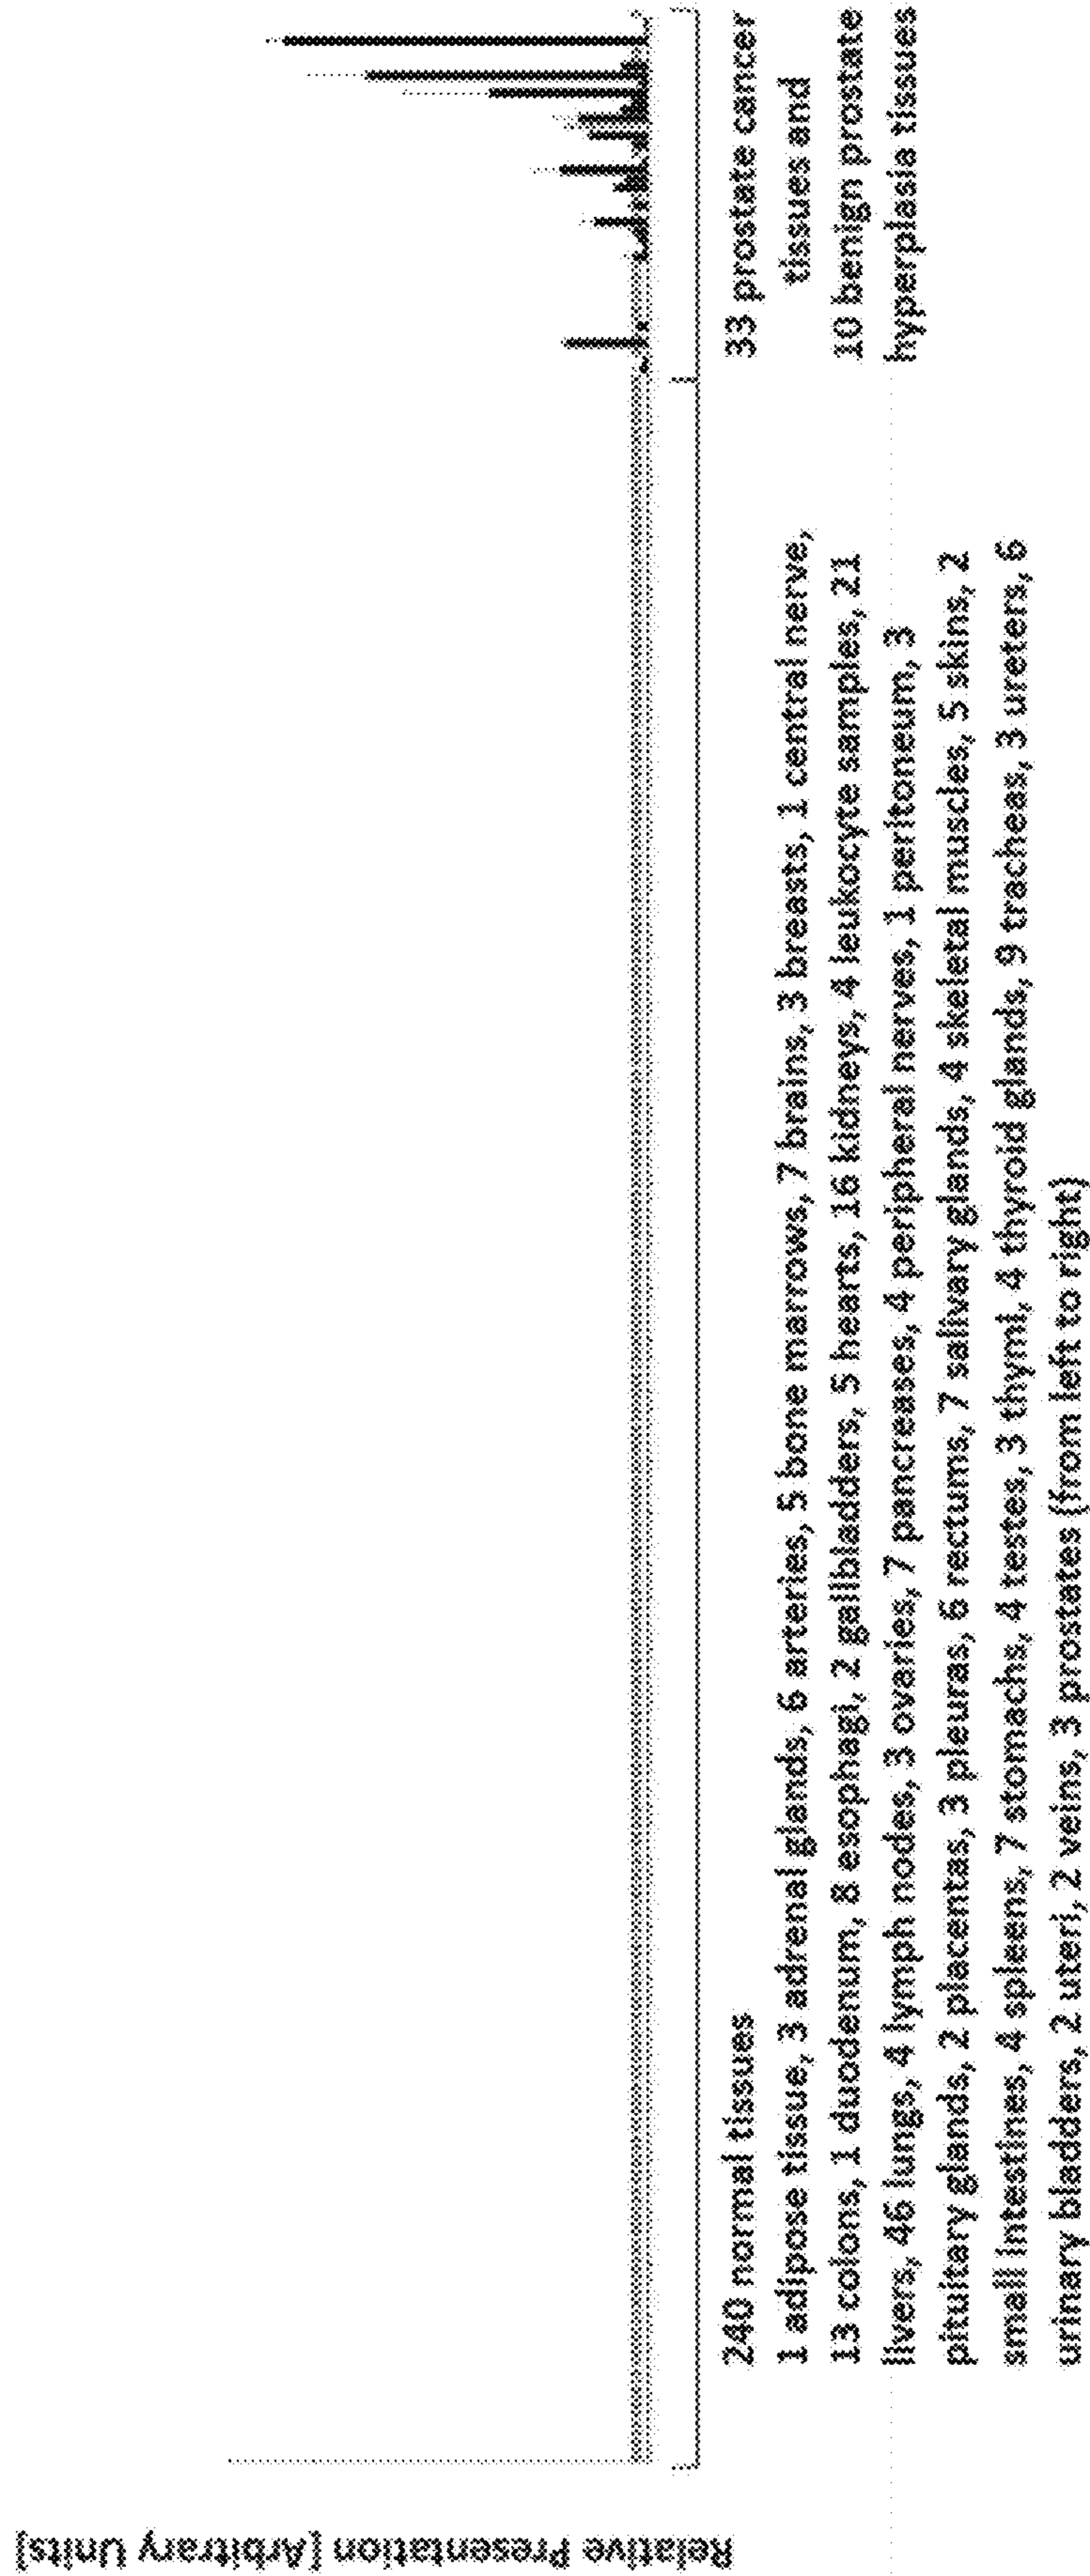 Relative Presentation [Arbitrary Units]
240 normal tissues
1 adipose tissue, 3 adrenal glands, 6 arteries, 5 bone marrows, 7 brains, 3 breasts, 1 central nerve,
13 colons, 1 duodenum, 8 esophagi, 2 gallbladders, 5 hearts, 16 kidneys, 4 leukocyte samples, 21
livers, 46 lungs, 4 lymph nodes, 3 ovaries, 7 pancreases, 4 peripheral nerves, 1 peritoneum, 3
pituitary glands, 2 placentas, 3 pleuras, 6 rectums, 7 salivary glands, 4 skeletal muscles, 5 skins, 2
small intestines, 4 spleens, 7 stomachs, 4 testes, 3 thymi, 4 thyroid glands, 9 tracheas, 3 ureters, 6
urinary bladders, 2 uteri, 2 veins, 3 prostates (from left to right)
33 prostate cancer
tissues and
10 benign prostate
hyperplasia tissues